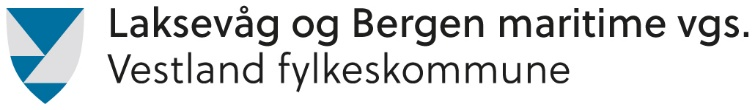 Laksevåg og Bergen maritime vgs.
Vestland fylkeskommune